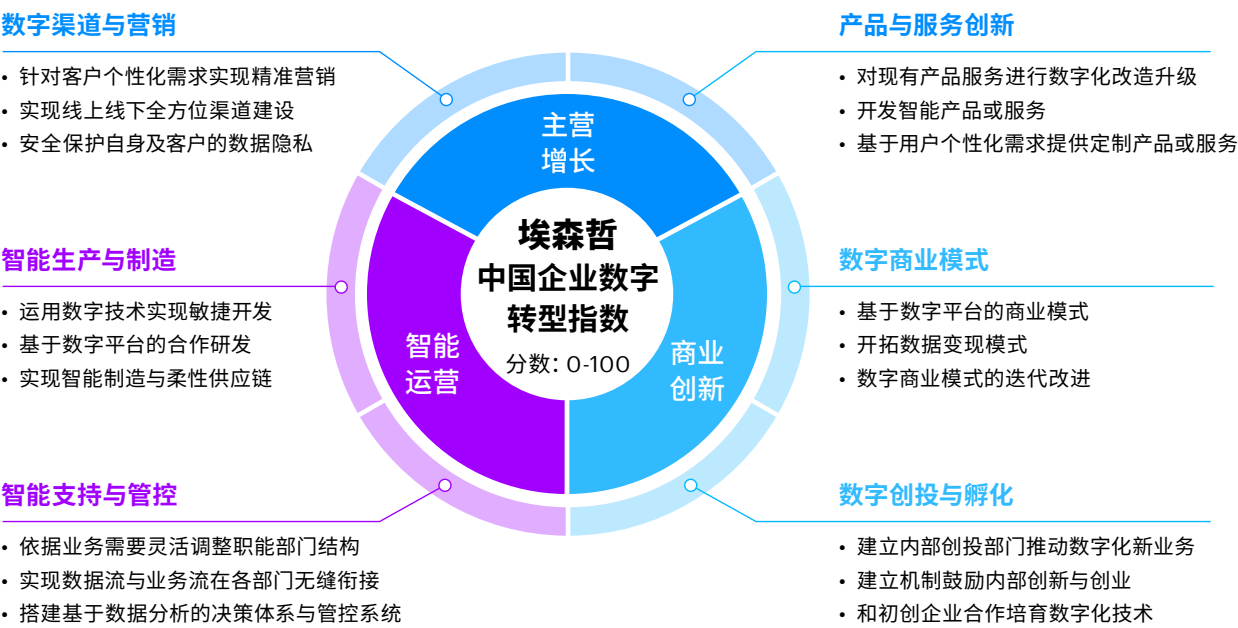 数字渠道与营销
• 针对客户个性化需求实现精准营销
• 实现线上线下全方位渠道建设
• 安全保护自身及客户的数据隐私
产品与服务创新
• 对现有产品服务进行数字化改造升级
• 开发智能产品或服务
• 基于用户个性化需求提供定制产品或服务
主营
增长
埃森哲
中国企业数字
转型指数
分数：0-100
智能
运营
商业
创新
智能生产与制造
• 运用数字技术实现敏捷开发
• 基于数字平台的合作研发
• 实现智能制造与柔性供应链
数字商业模式
• 基于数字平台的商业模式
• 开拓数据变现模式
• 数字商业模式的迭代改进
智能支持与管控
• 依据业务需要灵活调整职能部门结构
• 实现数据流与业务流在各部门无缝衔接
• 搭建基于数据分析的决策体系与管控系统
数字创投与孵化
• 建立内部创投部门推动数字化新业务
• 建立机制鼓励内部创新与创业
• 和初创企业合作培育数字化技术